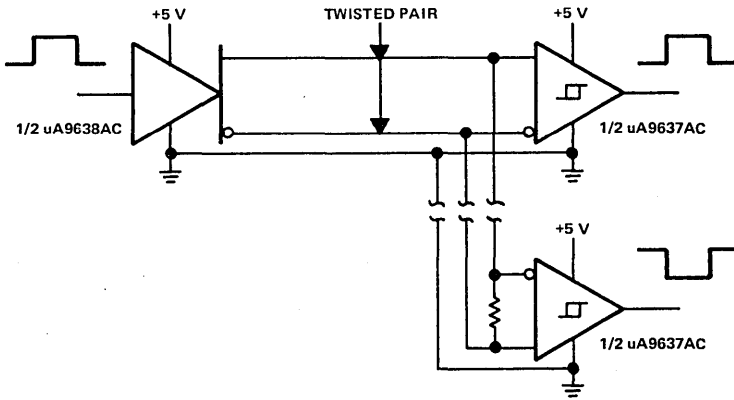 +5 V
TWISTED PAIR
+5 V
1/2 uA9638AC
1/2 uA9637AC
+5 V
1/2 uA9637AC